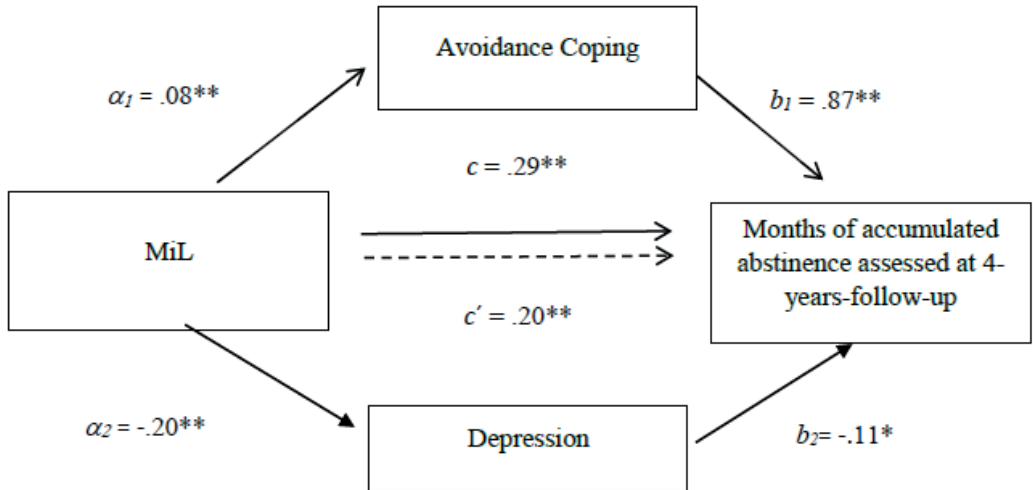 Avoidance Coping
α1 = .08**
b1 = .87**
c = .29**
MiL
Months of accumulated
abstinence assessed at 4-
years-follow-up
c′ = .20**
α2 = -.20**
Depression
b2= -.11*